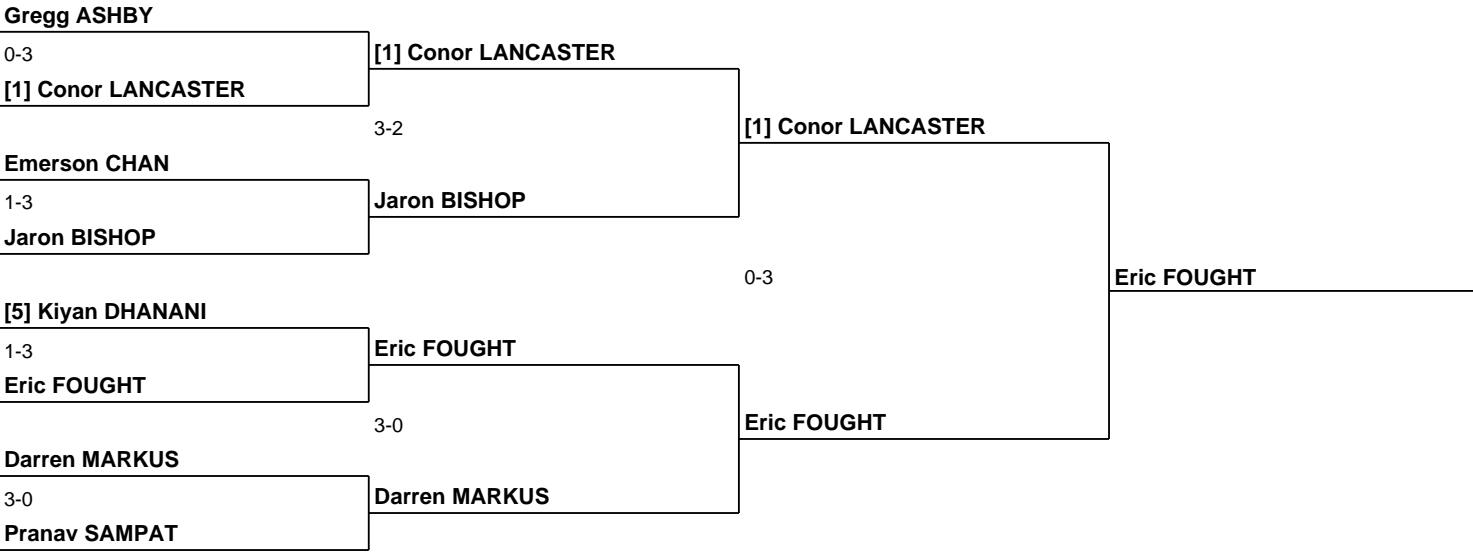 Gregg ASHBY
0-3
[1] Conor LANCASTER
[1] Conor LANCASTER
3-2
[1] Conor LANCASTER
Emerson CHAN
1-3
Jaron BISHOP
Jaron BISHOP
0-3
Eric FOUGHT
[5] Kiyan DHANANI
1-3
Eric FOUGHT
Eric FOUGHT
3-0
Eric FOUGHT
Darren MARKUS
3-0
Darren MARKUS
Pranav SAMPAT